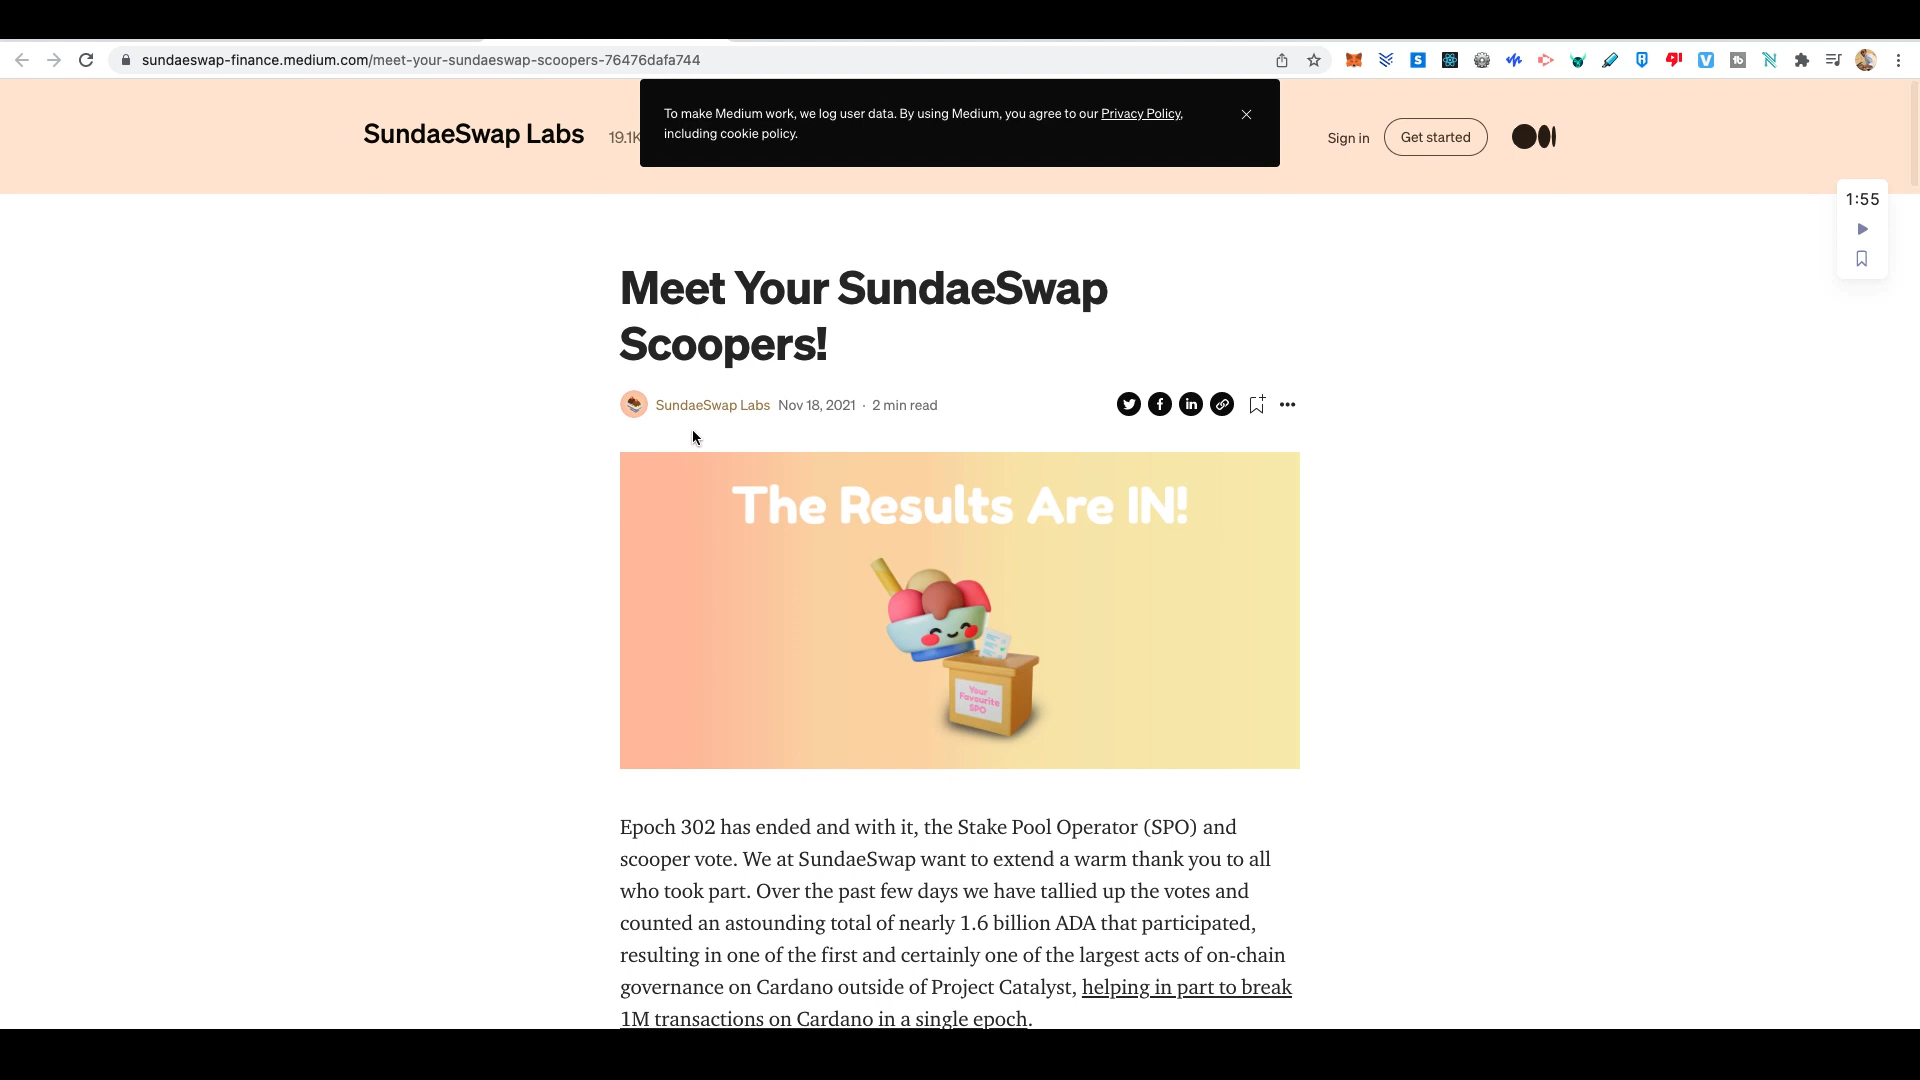 sundaeswap-finance.medium.com/meet-your-sundaeswap-scoopers-76476dafa744
To make Medium work, we log user data. By using Medium, you agree to our Privacy Policy,
including cookie policy.
SundaeSwap Labs 19.1K
Sign in Get started
1:55
Meet Your SundaeSwap
Scoopers!
SundaeSwap Labs Nov 18, 2021 · 2 min read
The Results Are IN!
Your
Favourite
SPO
Epoch 302 has ended and with it, the Stake Pool Operator (SPO) and
scooper vote. We at SundaeSwap want to extend a warm thank you to all
who took part. Over the past few days we have tallied up the votes and
counted an astounding total of nearly 1.6 billion ADA that participated,
resulting in one of the first and certainly one of the largest acts of on-chain
governance on Cardano outside of Project Catalyst, helping in part to break
1M transactions on Cardano in a single epoch.